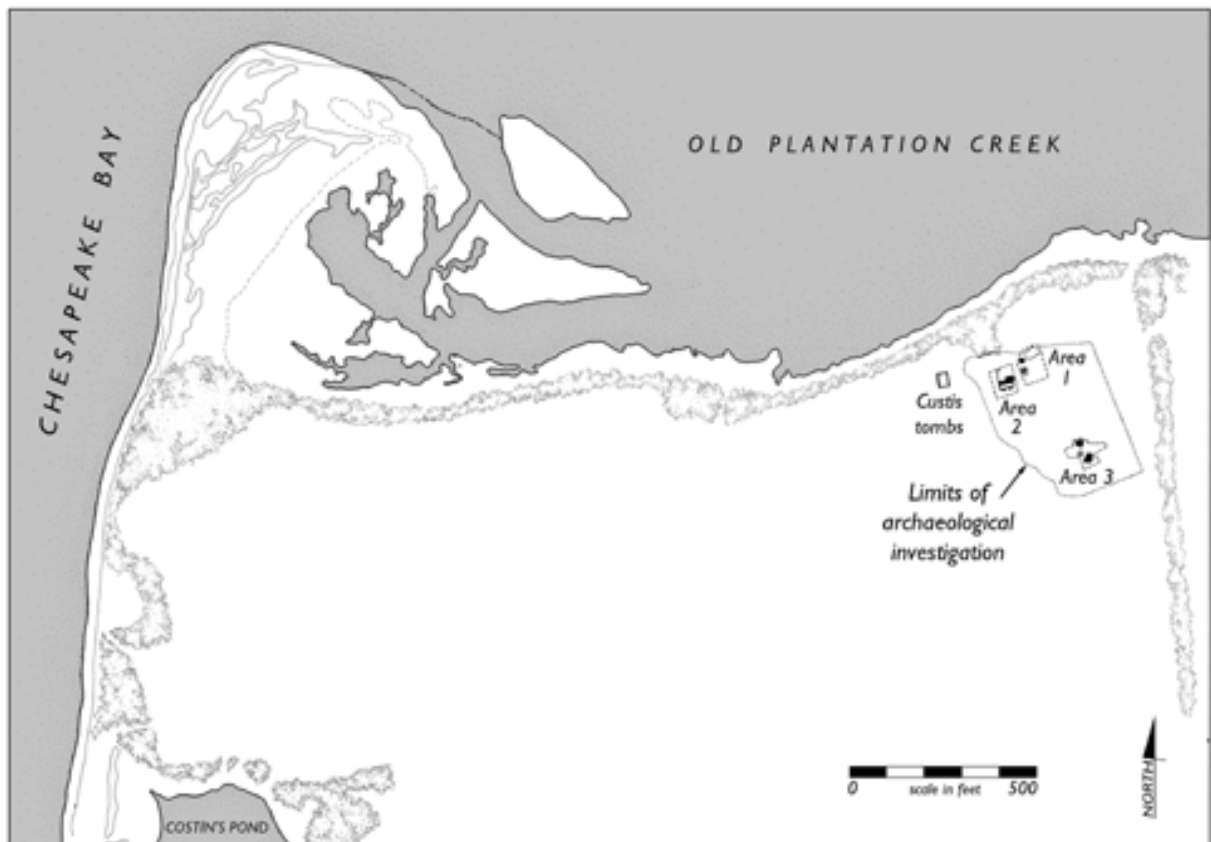 CHESAPEAKE BAY
OLD PLANTATION CREEK
Area
1
Custis
tombs
Area
2
Area 3
Limits of
archaeological
investigation
0 scale in feet 500
NORTH
COSTIN'S POND